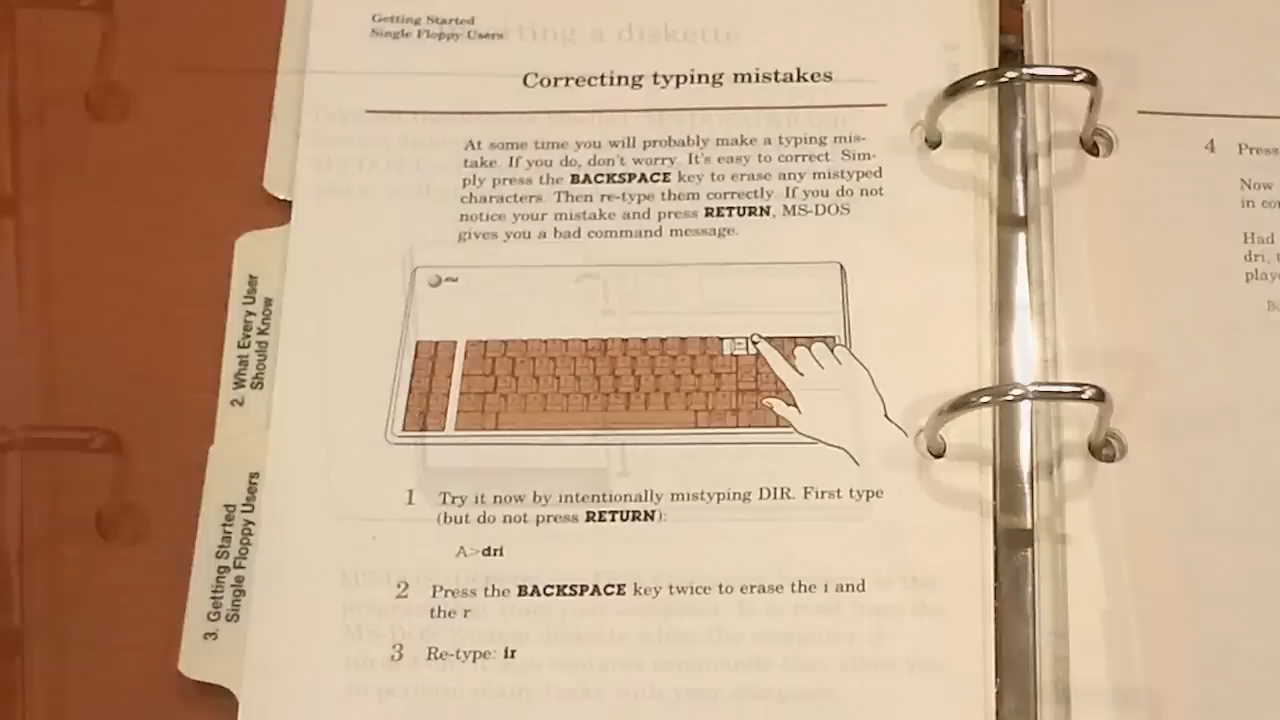 Getting Started
Single Floppy Users
Correcting typing mistakes
At some time you will probably make a typing mis-
take. If you do, don't worry. It's easy to correct. Sim-
ply press the BACKSPACE key to erase any mistyped
characters. Then re-type them correctly. If you do not
notice your mistake and press RETURN, MS-DOS
gives you a bad command message.
AT&T
1 Try it now by intentionally mistyping DIR. First type
(but do not press RETURN):
A>dri
2 Press the BACKSPACE key twice to erase the i and
the r
3 Re-type: ir
2. What Every User
Should Know
3. Getting Started
Single Floppy Users
4 Press
Now
in
Had
dri,